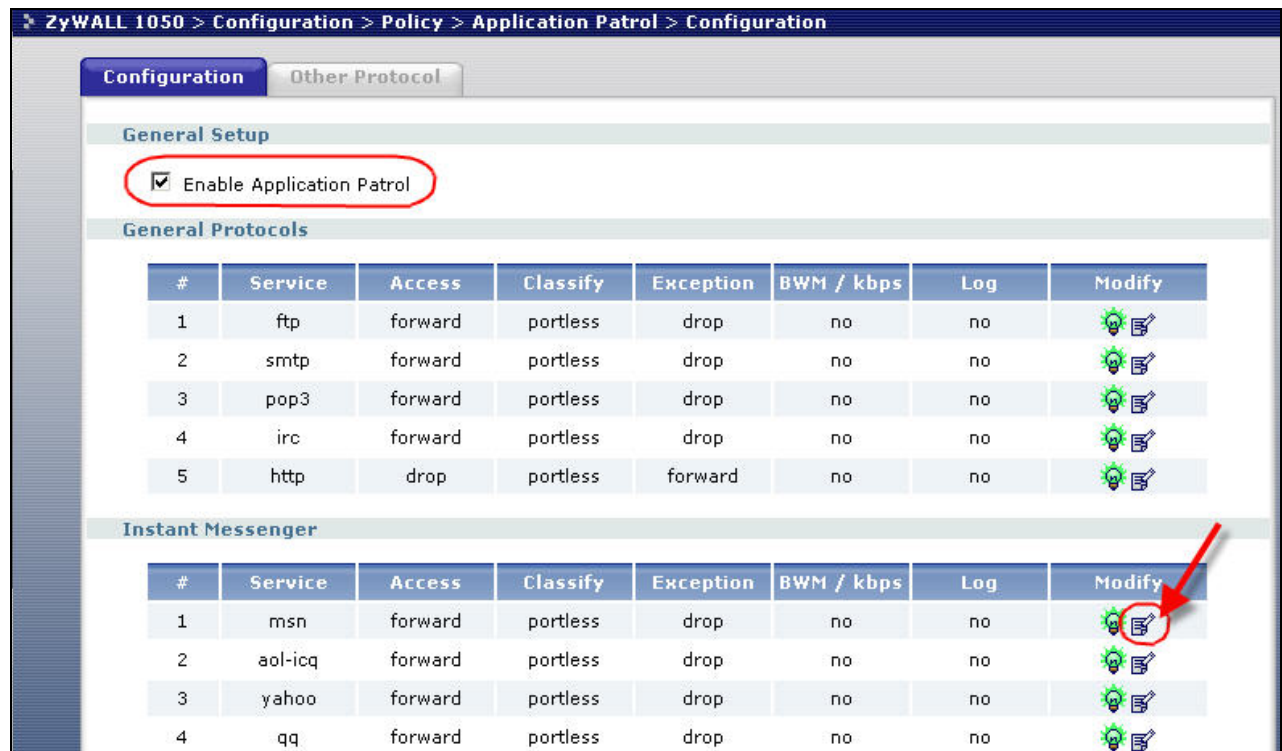 ZyWALL 1050 > Configuration > Policy > Application Patrol > Configuration
Configuration Other Protocol
General Setup
Enable Application Patrol
General Protocols
# Service Access Classify Exception BWM / kbps Log Modify
1 ftp forward portless drop no no
2 smtp forward portless drop no no
3 pop3 forward portless drop no no
4 irc forward portless drop no no
5 http drop portless forward no no
Instant Messenger
# Service Access Classify Exception BWM / kbps Log Modify
1 msn forward portless drop no no
2 aol-icq forward portless drop no no
3 yahoo forward portless drop no no
4 qq forward portless drop no no